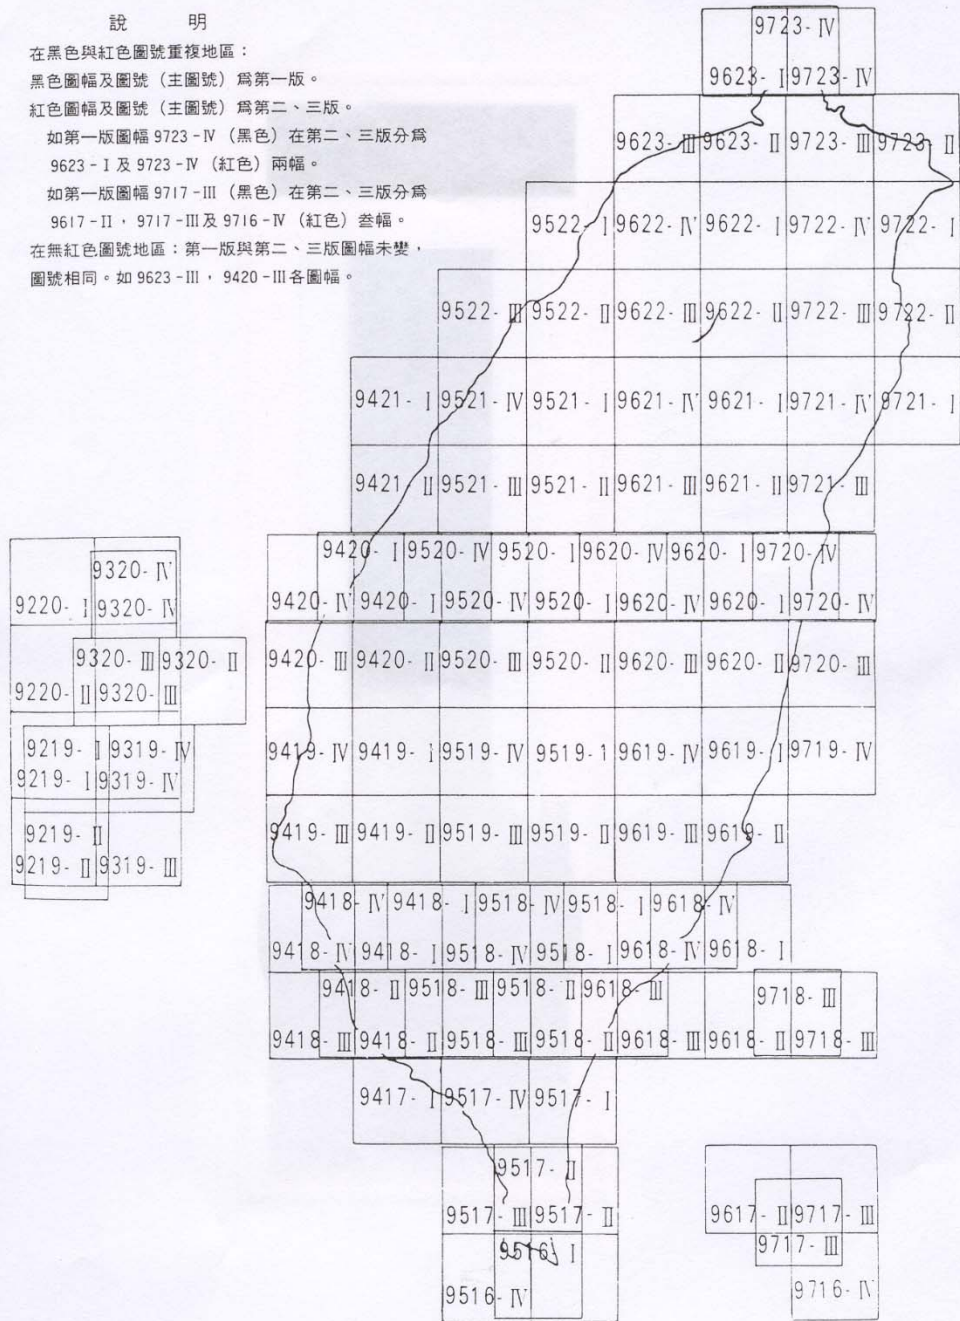 說 明
在黑色與紅色圖號重複地區：
黑色圖幅及圖號（主圖號）爲第一版。
紅色圖幅及圖號（主圖號）爲第二、三版。
如第一版圖幅 9723-Ⅳ（黑色）在第二、三版分爲
9623-Ⅰ及 9723-Ⅳ（紅色）兩幅。
如第一版圖幅 9717-Ⅲ（黑色）在第二、三版分爲
9617-Ⅱ，9717-Ⅲ及 9716-Ⅳ（紅色）叁幅。
在無紅色圖號地區：第一版與第二、三版圖幅未變，
圖號相同。如 9623-Ⅲ，9420-Ⅲ各圖幅。
9723-Ⅳ
9623-Ⅰ 9723-Ⅳ
9623-Ⅲ 9623-Ⅱ 9723-Ⅲ 9723-Ⅱ
9522-Ⅰ 9622-Ⅳ 9622-Ⅰ 9722-Ⅳ 9722-Ⅰ
9522-Ⅲ 9522-Ⅱ 9622-Ⅲ 9622-Ⅱ 9722-Ⅲ 9722-Ⅱ
9421-Ⅰ 9521-Ⅳ 9521-Ⅰ 9621-Ⅳ 9621-Ⅰ 9721-Ⅳ 9721-Ⅰ
9421-Ⅱ 9521-Ⅲ 9521-Ⅱ 9621-Ⅲ 9621-Ⅱ 9721-Ⅲ
9420-Ⅰ 9520-Ⅳ 9520-Ⅰ 9620-Ⅳ 9620-Ⅰ 9720-Ⅳ
9420-Ⅳ 9420-Ⅰ 9520-Ⅳ 9520-Ⅰ 9620-Ⅳ 9620-Ⅰ 9720-Ⅳ
9320-Ⅳ
9220-Ⅰ 9320-Ⅳ
9320-Ⅲ 9320-Ⅱ
9220-Ⅱ 9320-Ⅲ
9219-Ⅰ 9319-Ⅳ
9219-Ⅰ 9319-Ⅳ
9219-Ⅱ
9219-Ⅱ 9319-Ⅲ
9420-Ⅲ 9420-Ⅱ 9520-Ⅲ 9520-Ⅱ 9620-Ⅲ 9620-Ⅱ 9720-Ⅲ
9419-Ⅳ 9419-Ⅰ 9519-Ⅳ 9519-1 9619-Ⅳ 9619-Ⅰ 9719-Ⅳ
9419-Ⅲ 9419-Ⅱ 9519-Ⅲ 9519-Ⅱ 9619-Ⅲ 9619-Ⅱ
9418-Ⅳ 9418-Ⅰ 9518-Ⅳ 9518-Ⅰ 9618-Ⅳ
9418-Ⅳ 9418-Ⅰ 9518-Ⅳ 9518-Ⅰ 9618-Ⅳ 9618-Ⅰ
9418-Ⅱ 9518-Ⅲ 9518-Ⅱ 9618-Ⅲ 9718-Ⅲ
9418-Ⅲ 9418-Ⅱ 9518-Ⅲ 9518-Ⅱ 9618-Ⅲ 9618-Ⅱ 9718-Ⅲ
9417-Ⅰ 9517-Ⅳ 9517-Ⅰ
9517-Ⅱ
9517-Ⅲ 9517-Ⅱ 9617-Ⅱ 9717-Ⅲ
9516-Ⅰ 9717-Ⅲ
9516-Ⅳ 9716-Ⅳ